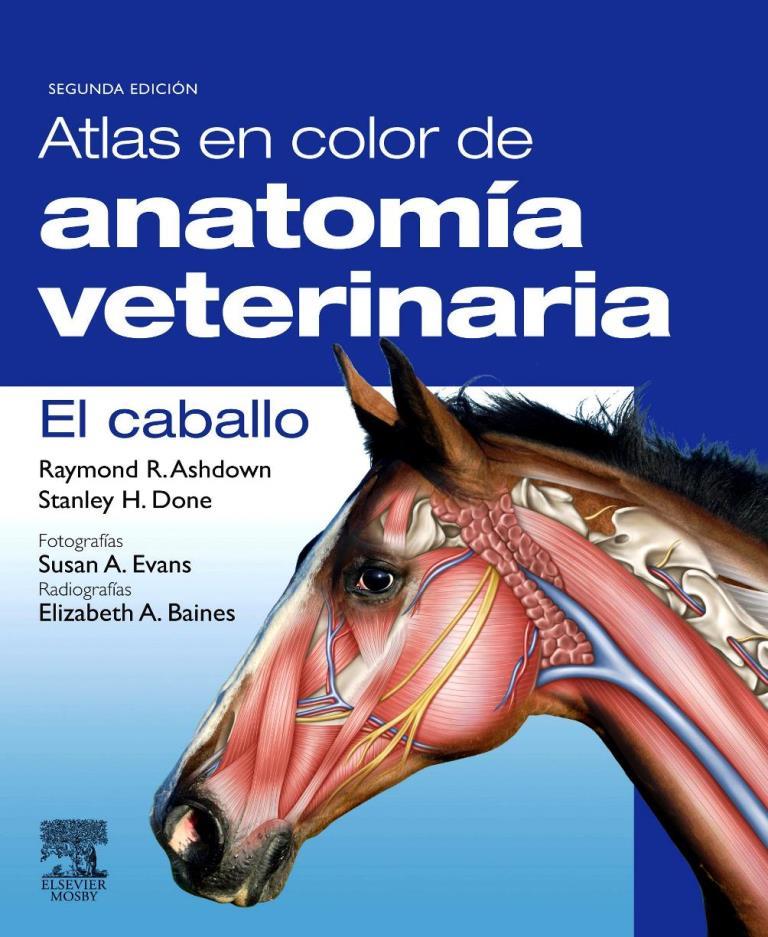 SEGUNDA EDICIÓN
Atlas en color de
anatomía
veterinaria
El caballo
Raymond R. Ashdown
Stanley H. Done
Fotografías
Susan A. Evans
Radiografías
Elizabeth A. Baines
ELSEVIER
MOSBY